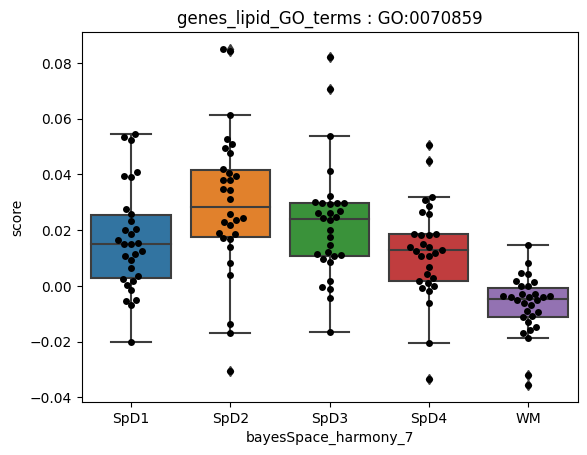 genes_lipid_GO_terms : GO:0070859
score
0.08
0.06
0.04
0.02
0.00
−0.02
−0.04
SpD1 SpD2 SpD3 SpD4 WM
bayesSpace_harmony_7